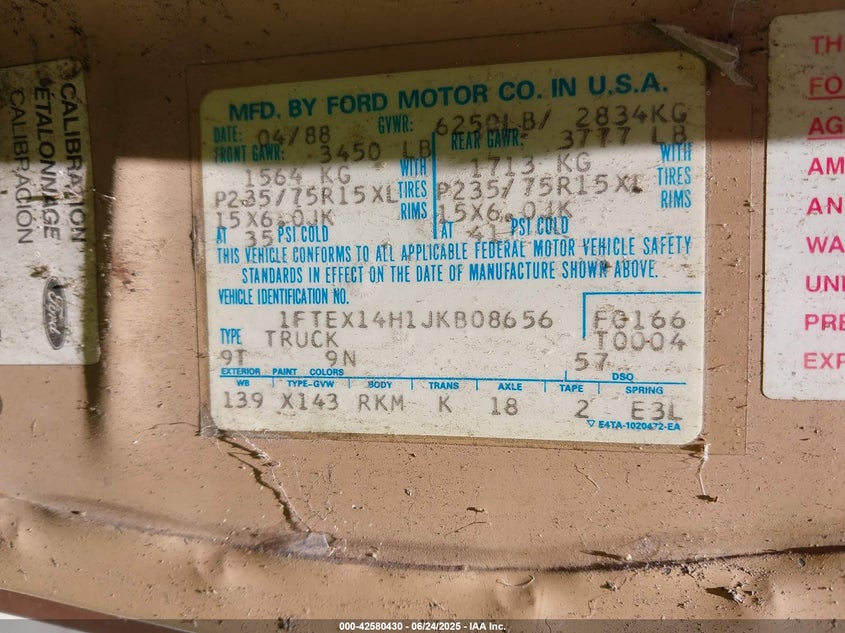 CALIBRATION
ETALONNAGE
CALIBRACIÓN
Ford
MFD. BY FORD MOTOR CO. IN U.S.A.
DATE: 04/88 GVWR: 6250LB/ 2834KG
FRONT GAWR: 3450 LB REAR GAWR: 3777 LB
1564 KG WITH 1713 KG WITH
P235/75R15XL TIRES P235/75R15XL TIRES
15X6.0JK RIMS 15X6.0JK RIMS
AT 35 PSI COLD AT 41 PSI COLD
THIS VEHICLE CONFORMS TO ALL APPLICABLE FEDERAL MOTOR VEHICLE SAFETY
STANDARDS IN EFFECT ON THE DATE OF MANUFACTURE SHOWN ABOVE.
VEHICLE IDENTIFICATION NO.
1FTEX14H1JKB08656 F0166
TYPE TRUCK T0004
9T 9N 57
EXTERIOR PAINT COLORS DSO
WB TYPE-GVW BODY TRANS AXLE TAPE SPRING
139 X143 RKM K 18 2 E3L
▽ E4TA-1020472-EA
TH
FO
AG
AM
AN
WA
UN
PRE
EXP
000-42580430 - 06/24/2025 - IAA Inc.